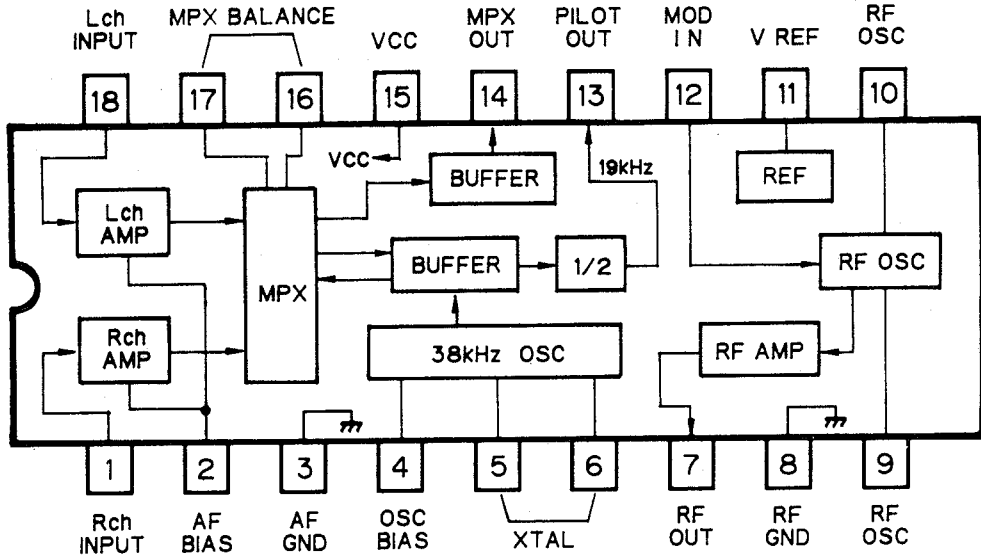 Lch
INPUT
MPX BALANCE
VCC
MPX
OUT
PILOT
OUT
MOD
IN
V REF
RF
OSC
18
17
16
15
14
13
12
11
10
VCC
BUFFER
19kHz
REF
Lch
AMP
MPX
BUFFER
1/2
RF OSC
Rch
AMP
38kHz OSC
RF AMP
1
2
3
4
5
6
7
8
9
Rch
INPUT
AF
BIAS
AF
GND
OSC
BIAS
XTAL
RF
OUT
RF
GND
RF
OSC